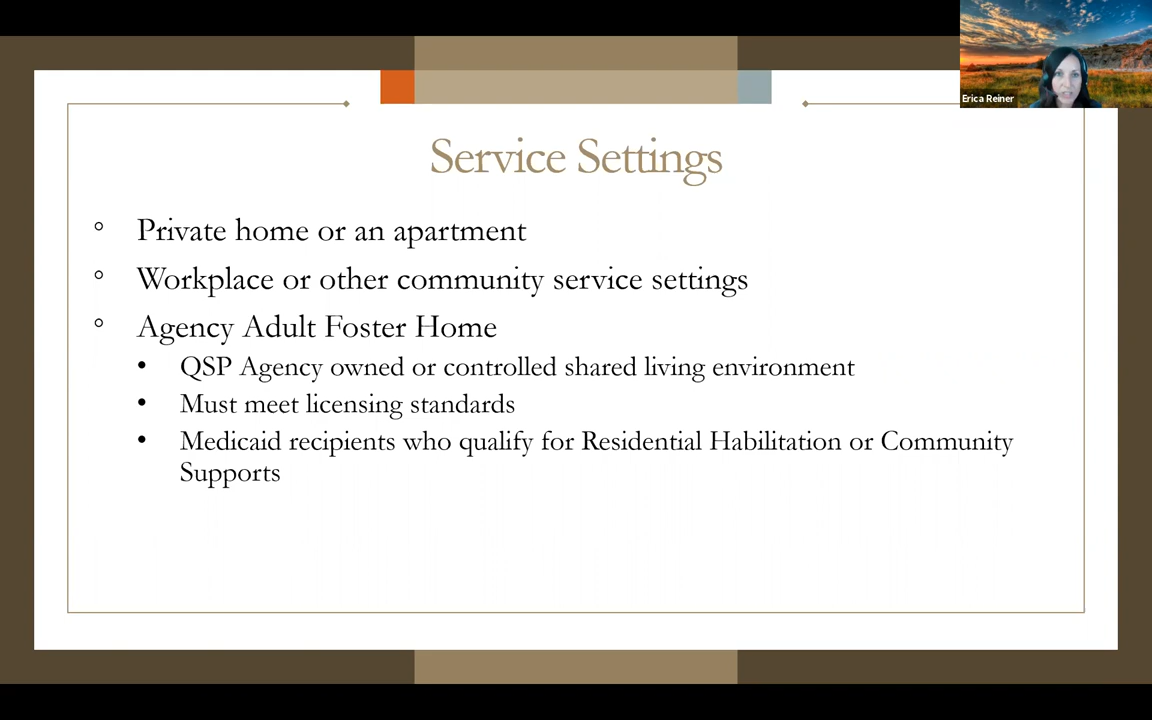 Erica Reiner
Service Settings
Private home or an apartment
Workplace or other community service settings
Agency Adult Foster Home
QSP Agency owned or controlled shared living environment
Must meet licensing standards
Medicaid recipients who qualify for Residential Habilitation or Community
Supports